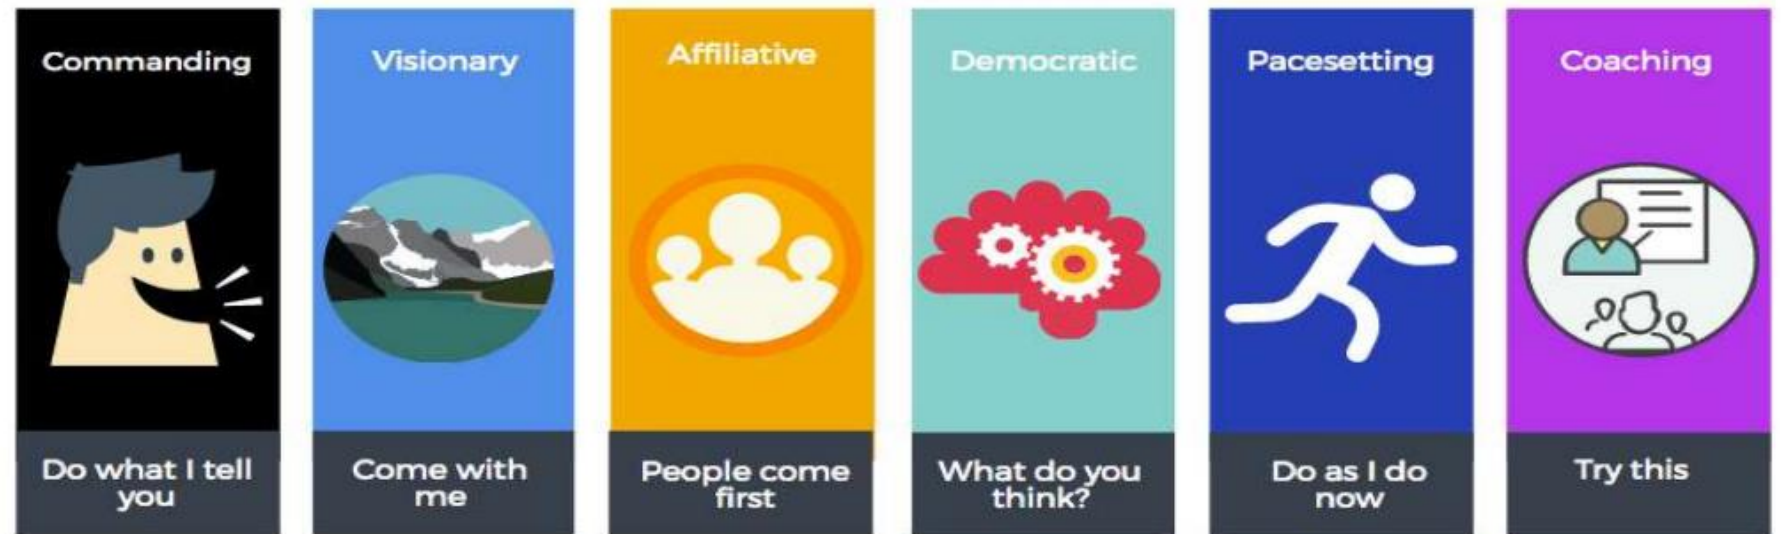 Commanding
Visionary
Affiliative
Democratic
Pacesetting
Coaching
Do what I tell
you
Come with
me
People come
first
What do you
think?
Do as I do
now
Try this